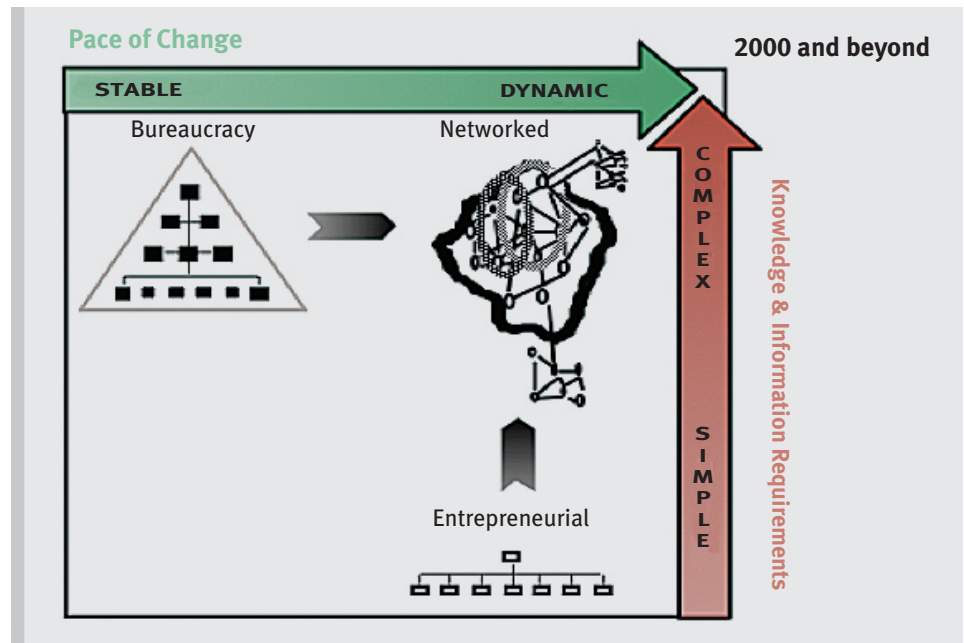 Pace of Change
2000 and beyond
STABLE
DYNAMIC
Bureaucracy
Networked
COMPLEX
SIMPLE
Knowledge & Information Requirements
Entrepreneurial